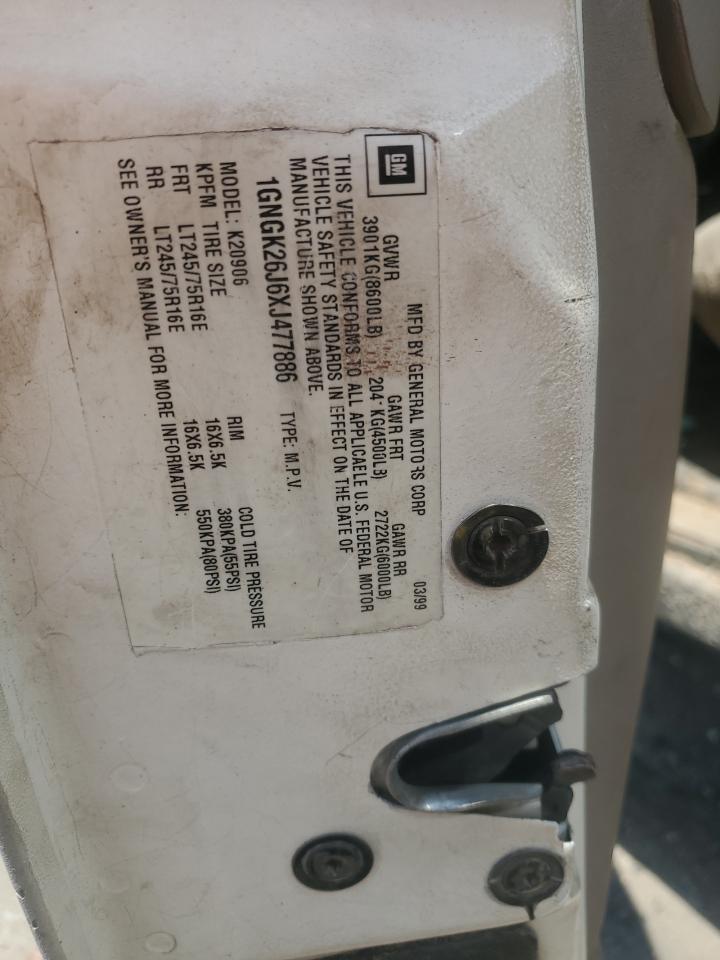 GM
MFD BY GENERAL MOTORS CORP 03/99
GVWR GAWR FRT GAWR RR
3901KG(8600LB) 204 KG(4500LB) 2722KG(6000LB)
THIS VEHICLE CONFORMS TO ALL APPLICABLE U.S. FEDERAL MOTOR
VEHICLE SAFETY STANDARDS IN EFFECT ON THE DATE OF
MANUFACTURE SHOWN ABOVE.
1GNGK26J6XJ477886 TYPE: M.P.V.
MODEL: K20906
KPFM TIRE SIZE RIM COLD TIRE PRESSURE
FRT LT245/75R16E 16X6.5K 380KPA(55PSI)
RR LT245/75R16E 16X6.5K 550KPA(80PSI)
SEE OWNER'S MANUAL FOR MORE INFORMATION: